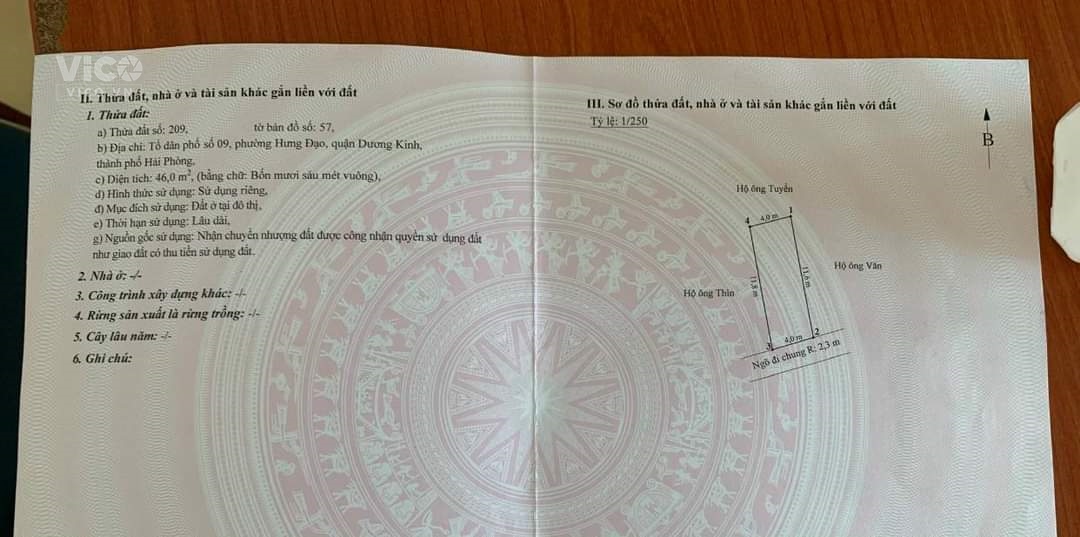 VICO
VICO.VN
II. Thửa đất, nhà ở và tài sản khác gắn liền với đất
1. Thửa đất:
a) Thửa đất số: 209, tờ bản đồ số: 57,
b) Địa chỉ: Tổ dân phố số 09, phường Hưng Đạo, quận Dương Kinh,
thành phố Hải Phòng,
c) Diện tích: 46,0 m², (bằng chữ: Bốn mươi sáu mét vuông),
d) Hình thức sử dụng: Sử dụng riêng,
đ) Mục đích sử dụng: Đất ở tại đô thị,
e) Thời hạn sử dụng: Lâu dài,
g) Nguồn gốc sử dụng: Nhận chuyển nhượng đất được công nhận quyền sử dụng đất
như giao đất có thu tiền sử dụng đất.
2. Nhà ở: -/-
3. Công trình xây dựng khác: -/-
4. Rừng sản xuất là rừng trồng: -/-
5. Cây lâu năm: -/-
6. Ghi chú:
III. Sơ đồ thửa đất, nhà ở và tài sản khác gắn liền với đất
Tỷ lệ: 1/250
B
Hộ ông Tuyển
4 4,0 m 1
Hộ ông Vân
11,8 m 11,6 m
Hộ ông Thìn
3 4,0 m 2
Ngõ đi chung R: 2,3 m